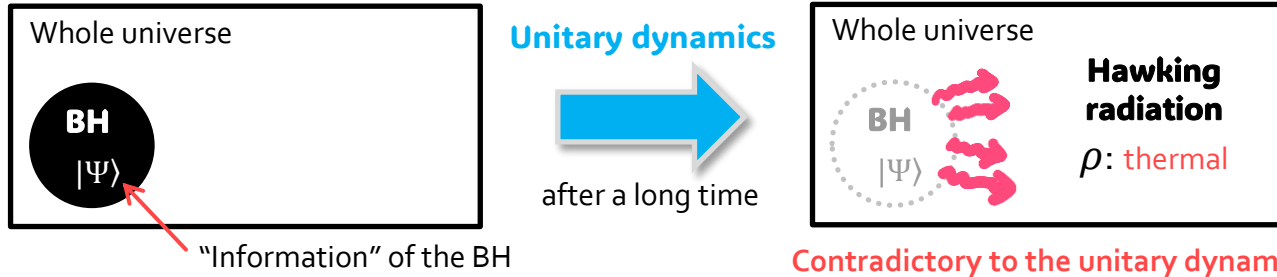 Whole universe
BH
|Ψ⟩
"Information" of the BH
Unitary dynamics
after a long time
Whole universe
BH
|Ψ⟩
Hawking
radiation
ρ: thermal
Contradictory to the unitary dynam